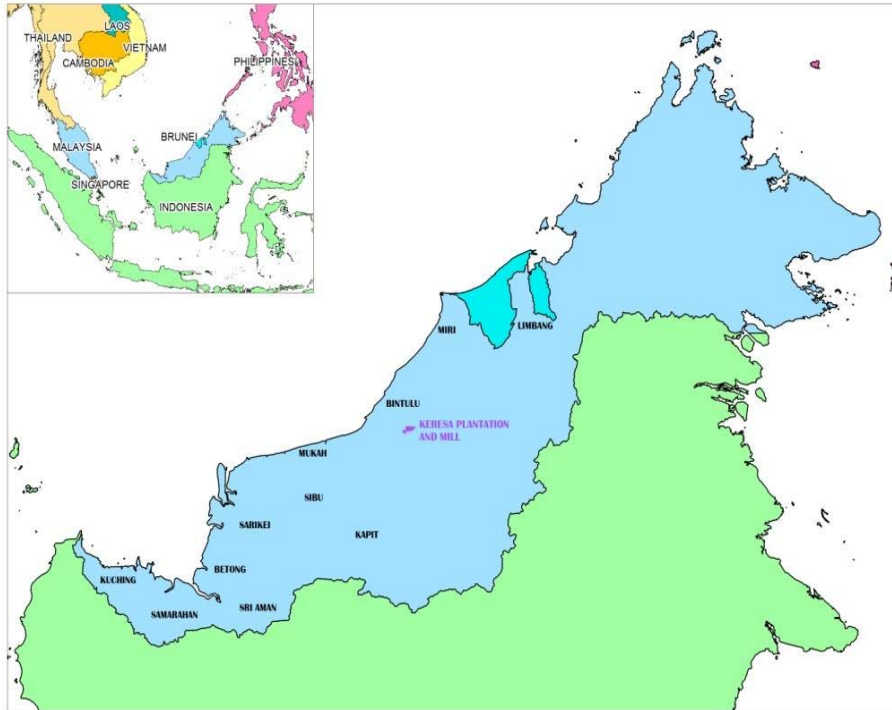 LAOS
THAILAND
VIETNAM
CAMBODIA
PHILIPPINES
BRUNEI
MALAYSIA
SINGAPORE
INDONESIA
MIRI
LIMBANG
BINTULU
KERESA PLANTATION
AND MILL
MUKAH
SIBU
SARIKEI
KAPIT
BETONG
KUCHING
SAMARAHAN
SRI AMAN